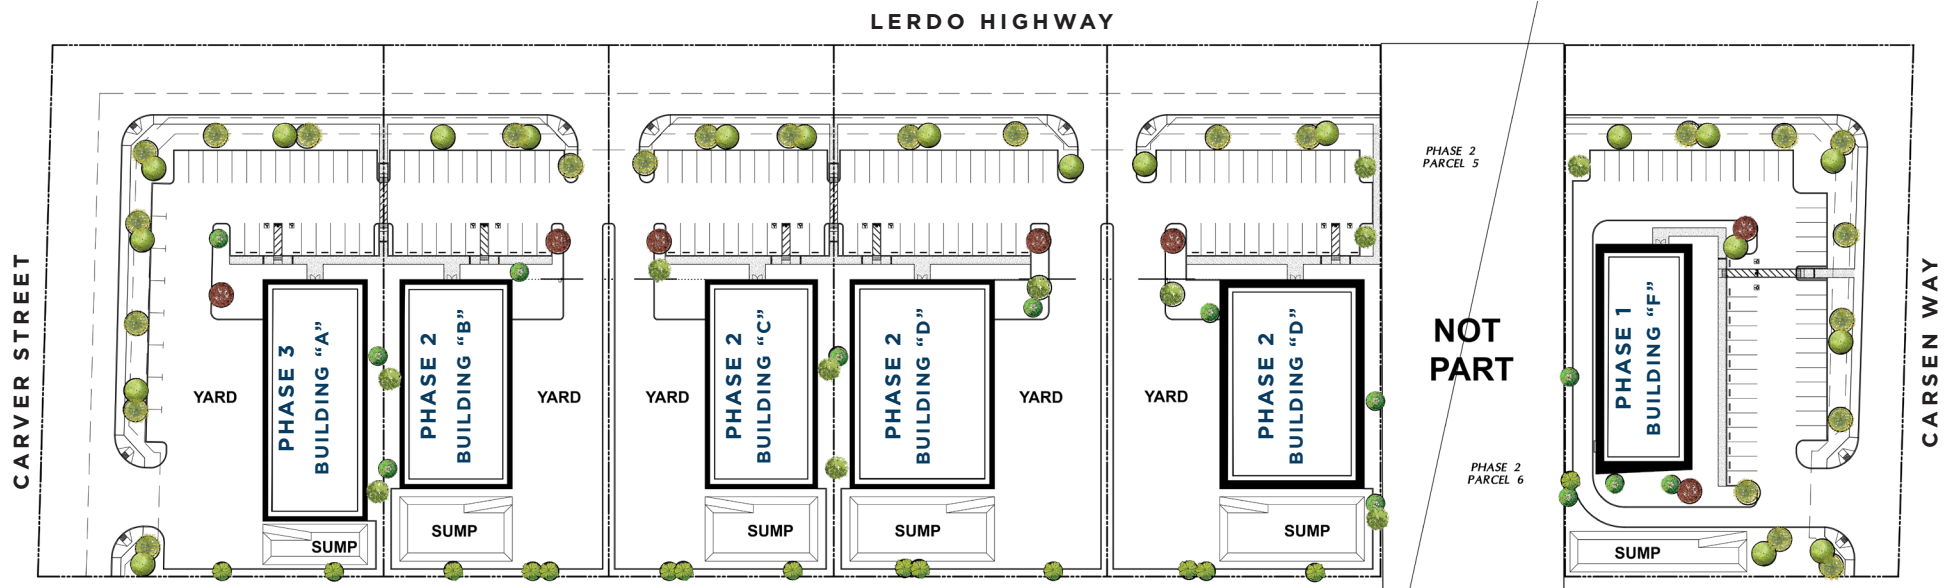 LERDO HIGHWAY
CARVER STREET
YARD
PHASE 3
BUILDING “A”
SUMP
PHASE 2
BUILDING “B”
SUMP
YARD
YARD
PHASE 2
BUILDING “C”
SUMP
PHASE 2
BUILDING “D”
SUMP
YARD
YARD
PHASE 2
BUILDING “D”
SUMP
PHASE 2
PARCEL 5
NOT
PART
PHASE 2
PARCEL 6
PHASE 1
BUILDING “F”
SUMP
CARSEN WAY